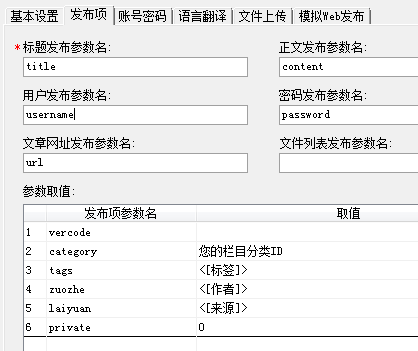 基本设置 发布项 账号密码 语言翻译 文件上传 模拟Web发布
*标题发布参数名: 正文发布参数名:
title content
用户发布参数名: 密码发布参数名:
username password
文章网址发布参数名: 文件列表发布参数名:
url
参数取值:
发布项参数名 取值
1 vercode
2 category 您的栏目分类ID
3 tags <[标签]>
4 zuozhe <[作者]>
5 laiyuan <[来源]>
6 private 0